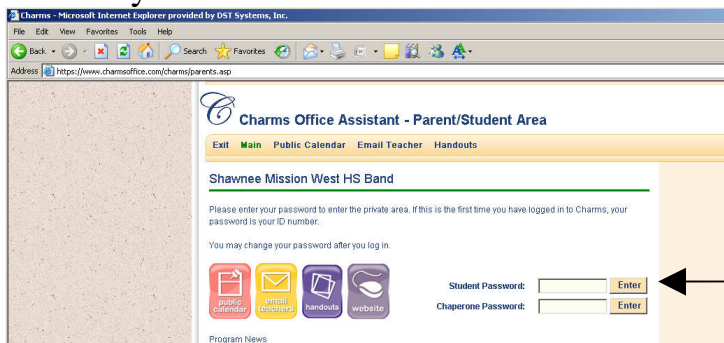 Charms - Microsoft Internet Explorer provided by DST Systems, Inc.
File Edit View Favorites Tools Help
Back Search Favorites
Address https://www.charmsoffice.com/charms/parents.asp
Charms Office Assistant - Parent/Student Area
Exit Main Public Calendar Email Teacher Handouts
Shawnee Mission West HS Band
Please enter your password to enter the private area. If this is the first time you have logged in to Charms, your
password is your ID number.
You may change your password after you log in.
public calendar
email teachers
handouts
website
Student Password: Enter
Chaperone Password: Enter
Program News